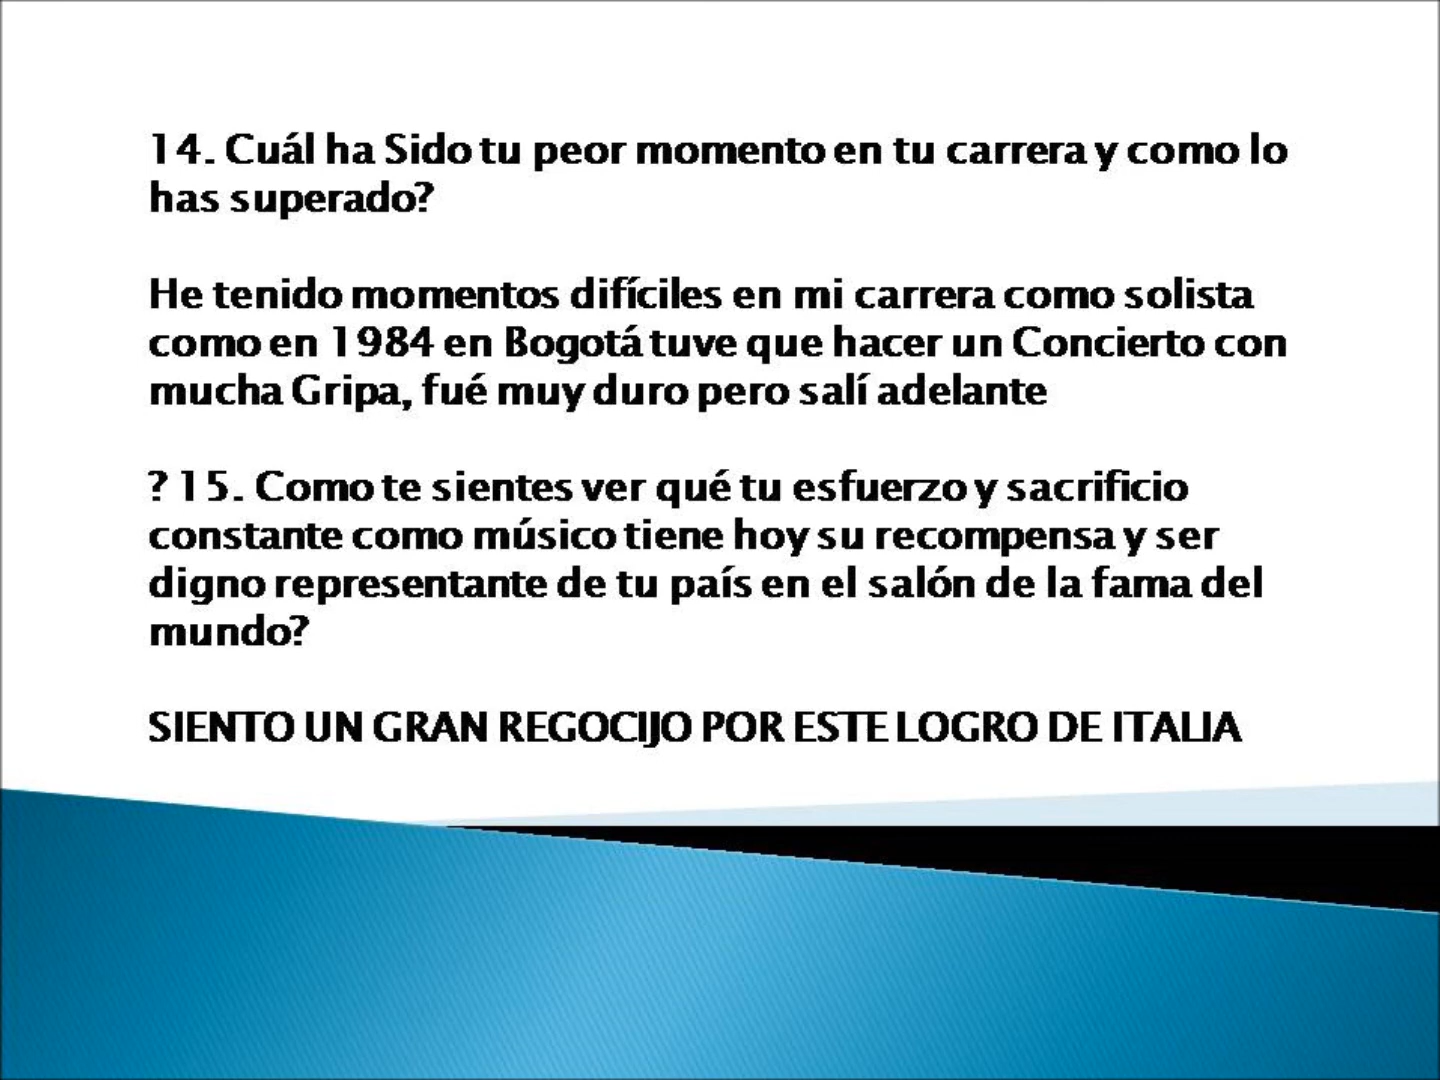 14. Cuál ha Sido tu peor momento en tu carrera y como lo
has superado?
He tenido momentos difíciles en mi carrera como solista
como en 1984 en Bogotá tuve que hacer un Concierto con
mucha Gripa, fué muy duro pero salí adelante
? 15. Como te sientes ver qué tu esfuerzo y sacrificio
constante como músico tiene hoy su recompensa y ser
digno representante de tu país en el salón de la fama del
mundo?
SIENTO UN GRAN REGOCIJO POR ESTE LOGRO DE ITALIA